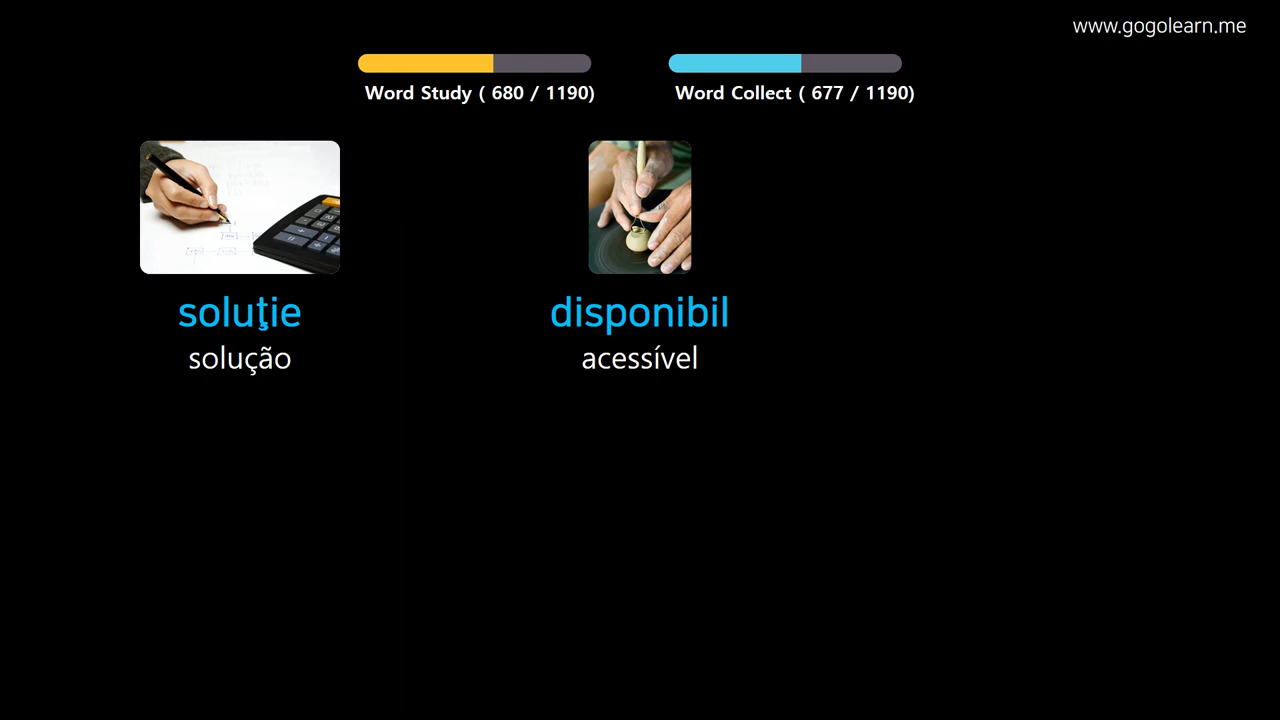 www.gogolearn.me
Word Study ( 680 / 1190)
Word Collect ( 677 / 1190)
soluţie
disponibil
solução
acessível